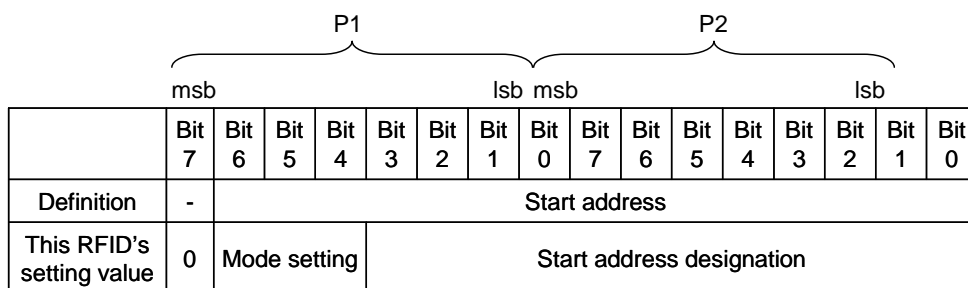 P1 P2
msb lsb msb lsb
Bit 7 Bit 6 Bit 5 Bit 4 Bit 3 Bit 2 Bit 1 Bit 0 Bit 7 Bit 6 Bit 5 Bit 4 Bit 3 Bit 2 Bit 1 Bit 0
Definition - Start address
This RFID's setting value 0 Mode setting Start address designation